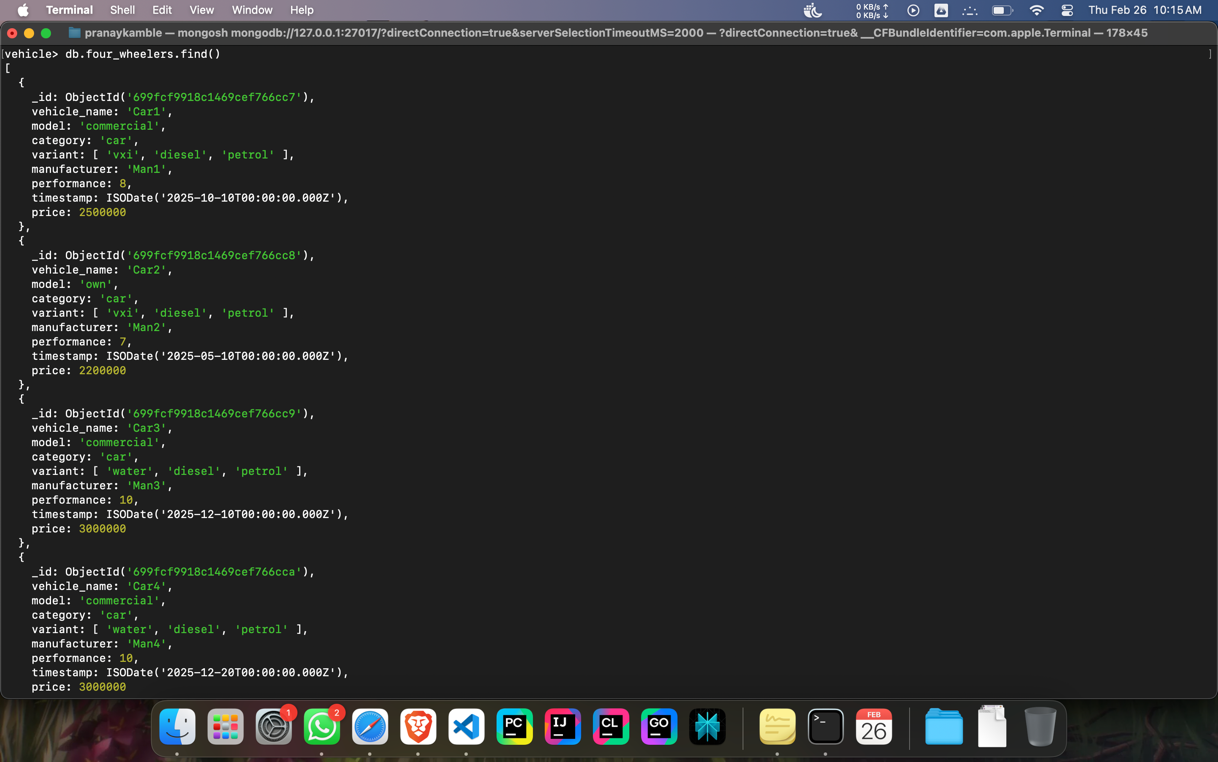 Terminal Shell Edit View Window Help 0 KB/s↑ 0 KB/s↓ Thu Feb 26 10:15 AM
pranaykamble — mongosh mongodb://127.0.0.1:27017/?directConnection=true&serverSelectionTimeoutMS=2000 — ?directConnection=true& __CFBundleIdentifier=com.apple.Terminal — 178×45
[vehicle> db.four_wheelers.find() ]
[
{
_id: ObjectId('699fcf9918c1469cef766cc7'),
vehicle_name: 'Car1',
model: 'commercial',
category: 'car',
variant: [ 'vxi', 'diesel', 'petrol' ],
manufacturer: 'Man1',
performance: 8,
timestamp: ISODate('2025-10-10T00:00:00.000Z'),
price: 2500000
},
{
_id: ObjectId('699fcf9918c1469cef766cc8'),
vehicle_name: 'Car2',
model: 'own',
category: 'car',
variant: [ 'vxi', 'diesel', 'petrol' ],
manufacturer: 'Man2',
performance: 7,
timestamp: ISODate('2025-05-10T00:00:00.000Z'),
price: 2200000
},
{
_id: ObjectId('699fcf9918c1469cef766cc9'),
vehicle_name: 'Car3',
model: 'commercial',
category: 'car',
variant: [ 'water', 'diesel', 'petrol' ],
manufacturer: 'Man3',
performance: 10,
timestamp: ISODate('2025-12-10T00:00:00.000Z'),
price: 3000000
},
{
_id: ObjectId('699fcf9918c1469cef766cca'),
vehicle_name: 'Car4',
model: 'commercial',
category: 'car',
variant: [ 'water', 'diesel', 'petrol' ],
manufacturer: 'Man4',
performance: 10,
timestamp: ISODate('2025-12-20T00:00:00.000Z'),
price: 3000000
1 2 PC IJ CL GO >_ FEB 26